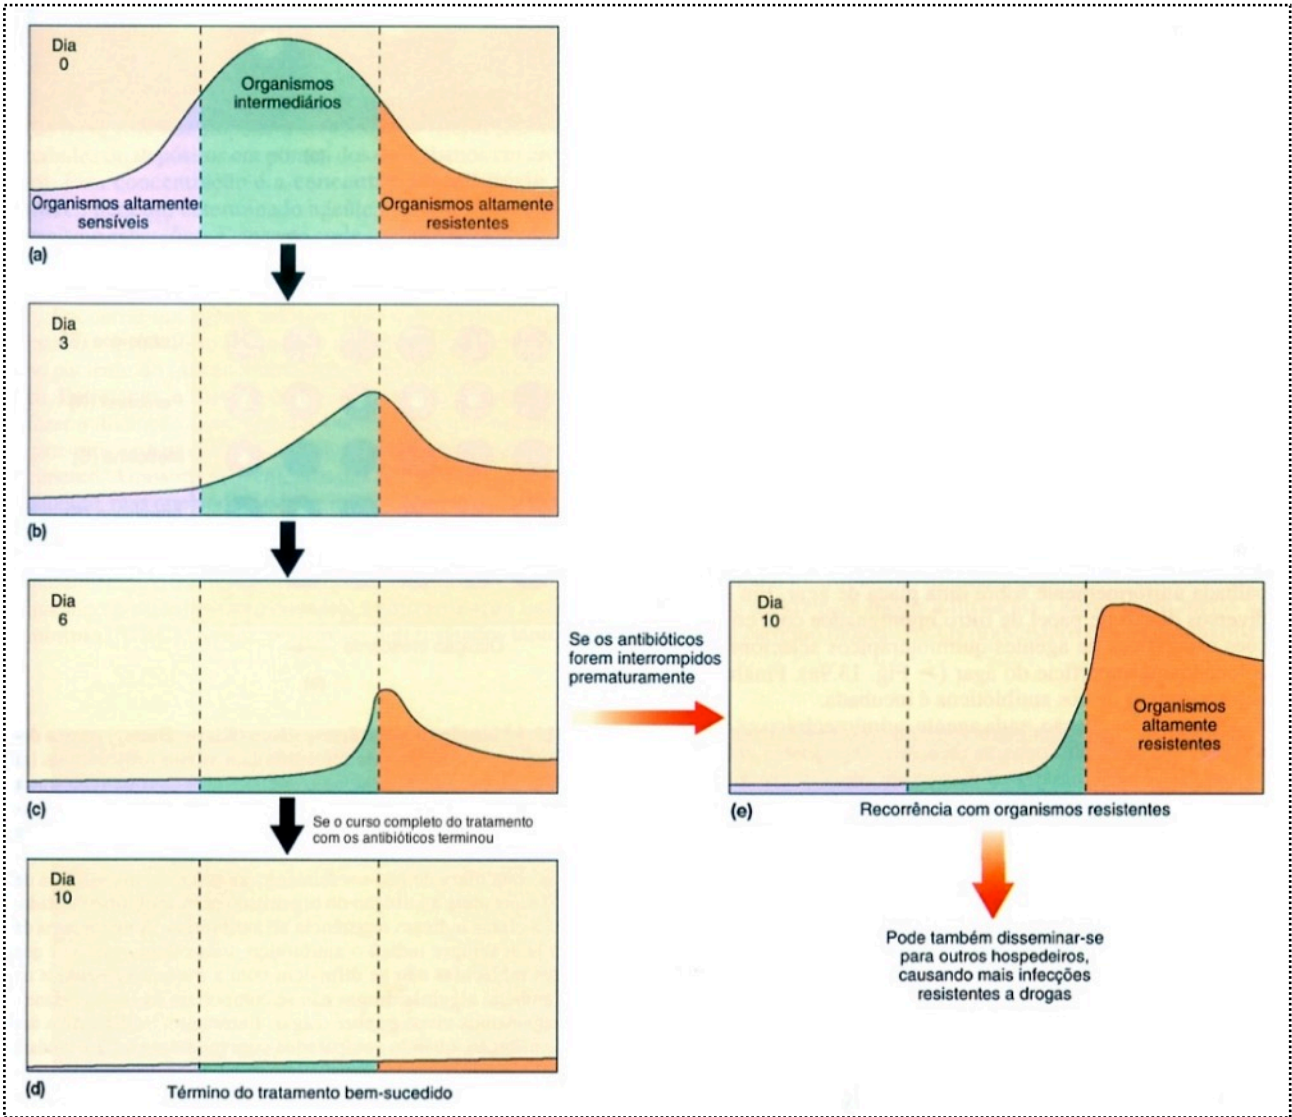 Dia
0
Organismos
intermediários
Organismos altamente
sensíveis
Organismos altamente
resistentes
(a)
Dia
3
(b)
Dia
6
(c)
Se os antibióticos
forem interrompidos
prematuramente
Dia
10
Organismos
altamente
resistentes
(e)
Recorrência com organismos resistentes
Se o curso completo do tratamento
com os antibióticos terminou
Dia
10
(d)
Término do tratamento bem-sucedido
Pode também disseminar-se
para outros hospedeiros,
causando mais infecções
resistentes a drogas